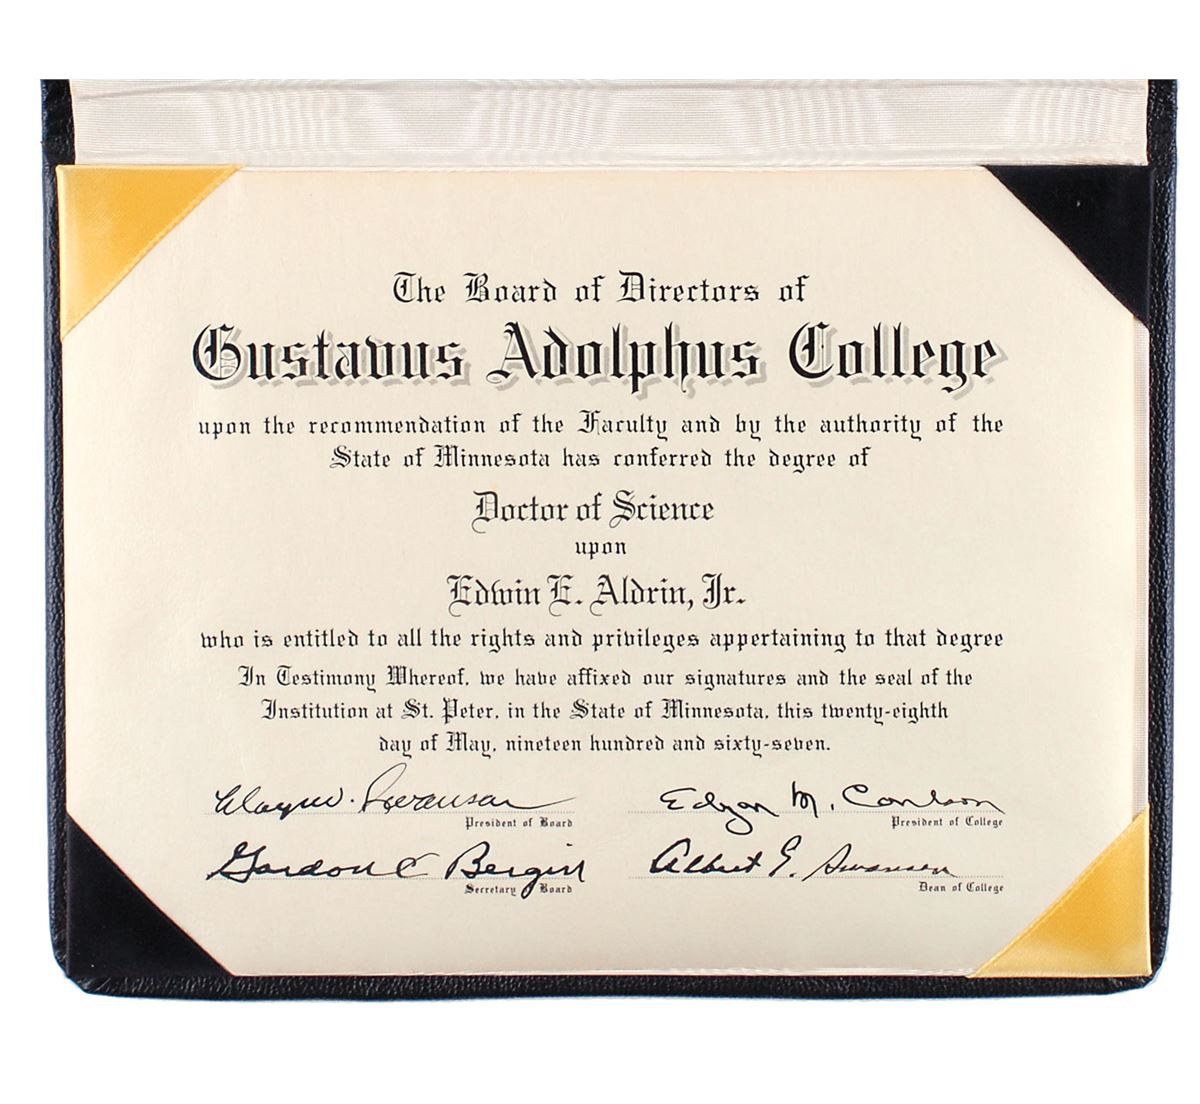 The Board of Directors of
Gustavus Adolphus College
upon the recommendation of the Faculty and by the authority of the
State of Minnesota has conferred the degree of
Doctor of Science
upon
Edwin E. Aldrin, Jr.
who is entitled to all the rights and privileges appertaining to that degree
In Testimony Whereof, we have affixed our signatures and the seal of the
Institution at St. Peter, in the State of Minnesota, this twenty-eighth
day of May, nineteen hundred and sixty-seven.
Swanson
President of Board
Edgar M. Carlson
President of College
Gordon C Bergin
Secretary Board
Albert G. Swanson
Dean of College